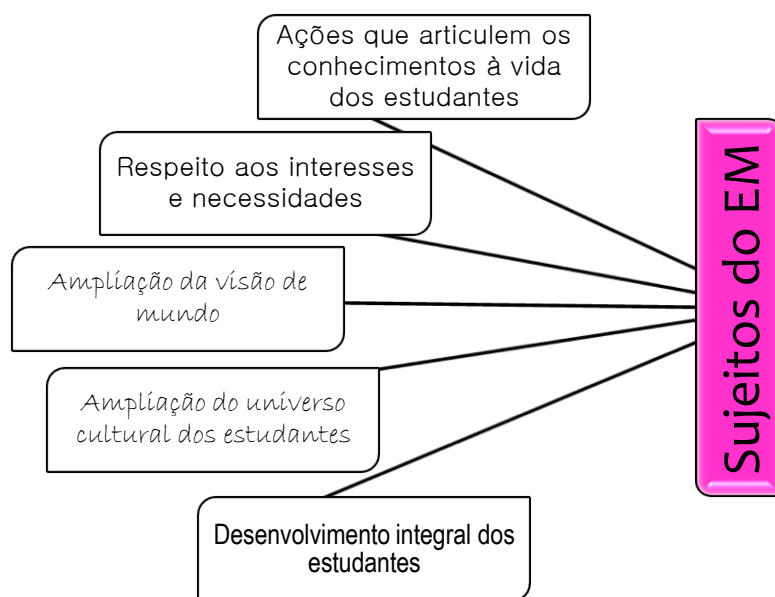 Ações que articulem os
conhecimentos à vida
dos estudantes
Respeito aos interesses
e necessidades
Ampliação da visão de
mundo
Ampliação do universo
cultural dos estudantes
Desenvolvimento integral dos
estudantes
Sujeitos do EM